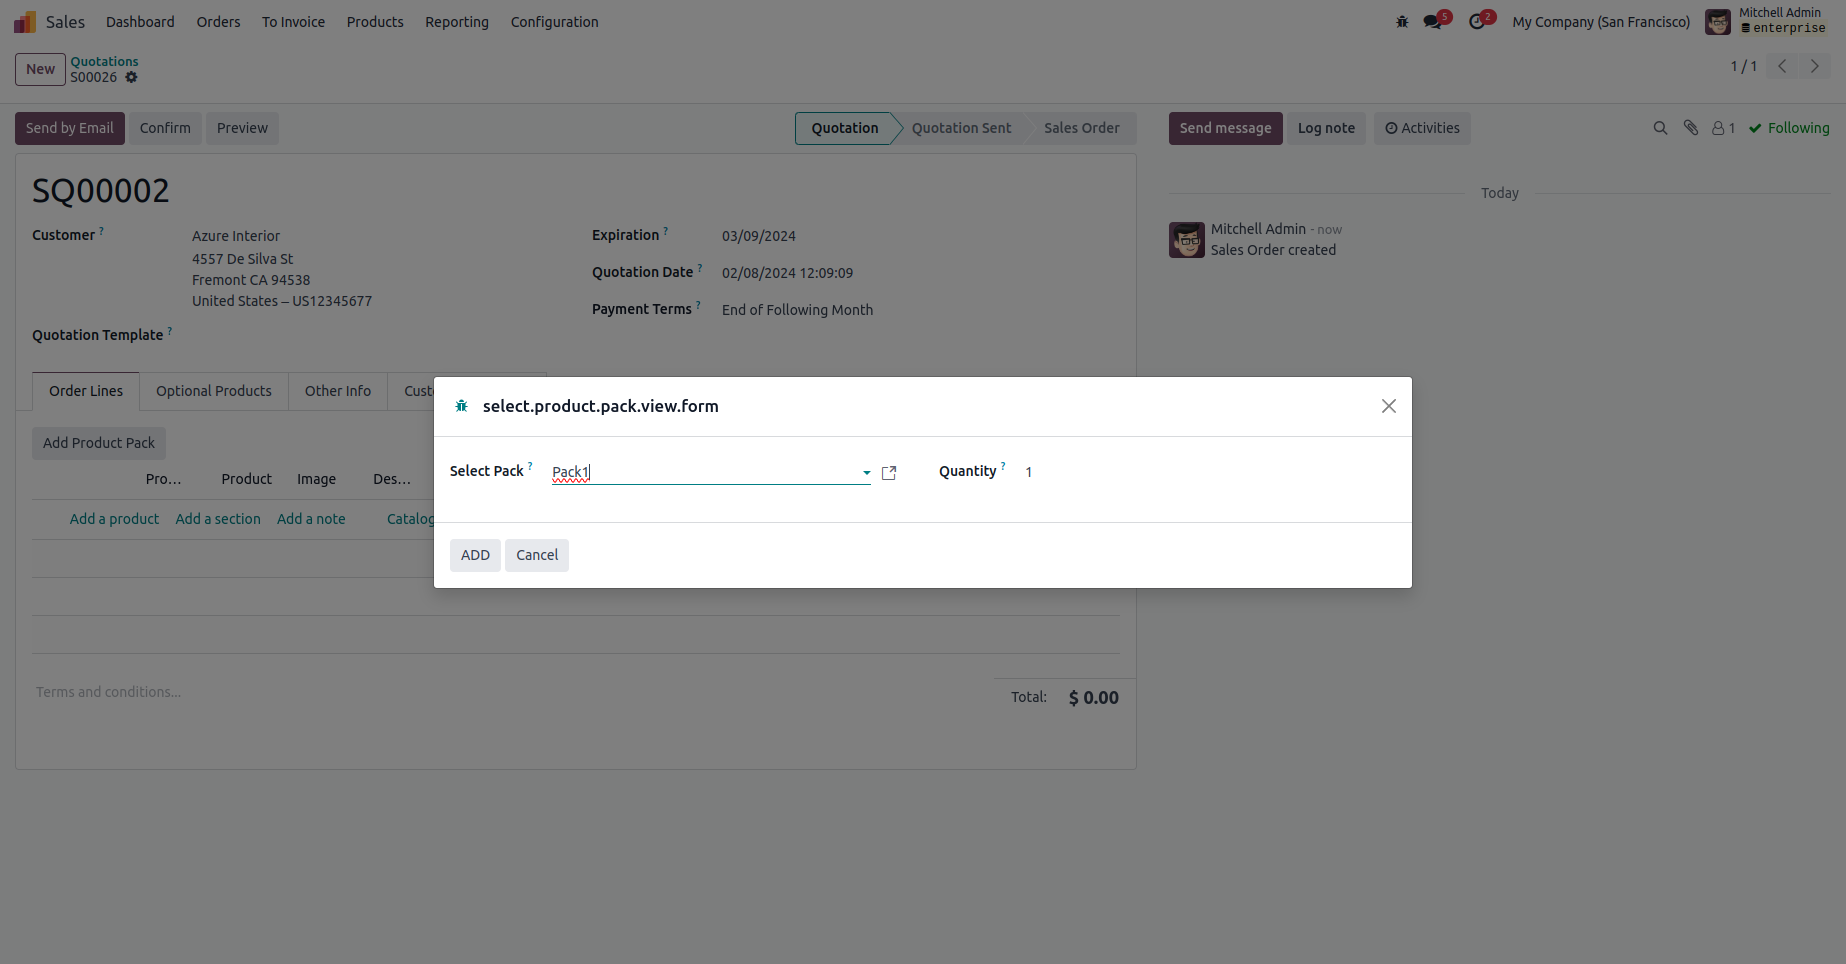 Sales Dashboard Orders To Invoice Products Reporting Configuration 5 2 My Company (San Francisco) Mitchell Admin
enterprise
New Quotations
S00026 1 / 1
Send by Email Confirm Preview Quotation Quotation Sent Sales Order Send message Log note Activities 1 Following
SQ00002
Today
Customer ? Azure Interior Expiration ? 03/09/2024 Mitchell Admin - now
4557 De Silva St Sales Order created
Fremont CA 94538 Quotation Date ? 02/08/2024 12:09:09
United States – US12345677 Payment Terms ? End of Following Month
Quotation Template ?
Order Lines Optional Products Other Info
select.product.pack.view.form
Add Product Pack
Select Pack ? Pack1 Quantity ? 1
Pro... Product Image Des...
Add a product Add a section Add a note
ADD Cancel
Terms and conditions... Total: $ 0.00